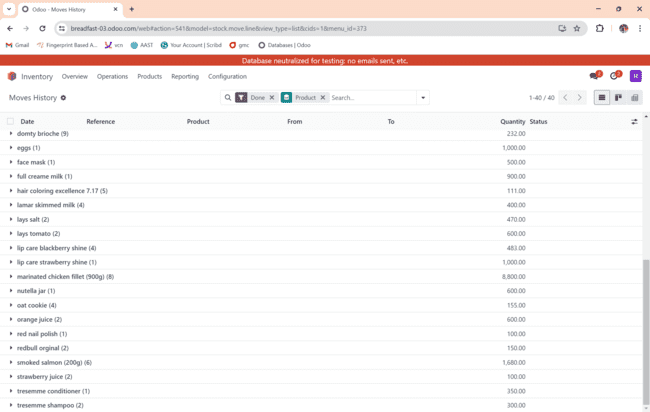 Odoo - Moves History
breadfast-03.odoo.com/web#action=541&model=stock.move.line&view_type=list&cids=1&menu_id=373
Gmail Fingerprint Based A... xcn AAST Your Account | Scribd gmc Databases | Odoo
Database neutralized for testing: no emails sent, etc.
Inventory Overview Operations Products Reporting Configuration
Moves History Done Product Search... 1-40 / 40
Date Reference Product From To Quantity Status
domty brioche (9) 232.00
eggs (1) 1,000.00
face mask (1) 500.00
full creame milk (1) 900.00
hair coloring excellence 7.17 (5) 111.00
lamar skimmed milk (4) 400.00
lays salt (2) 470.00
lays tomato (2) 600.00
lip care blackberry shine (4) 483.00
lip care strawberry shine (1) 1,000.00
marinated chicken fillet (900g) (8) 8,800.00
nutella jar (1) 600.00
oat cookie (4) 155.00
orange juice (2) 600.00
red nail polish (1) 100.00
redbull orginal (2) 150.00
smoked salmon (200g) (6) 1,680.00
strawberry juice (2) 100.00
tresemme conditioner (1) 350.00
tresemme shampoo (2) 300.00